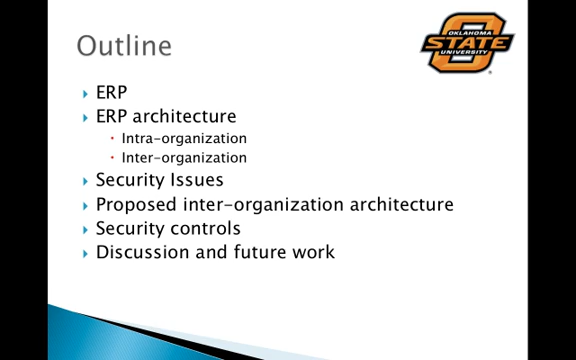 Outline
OKLAHOMA
STATE
UNIVERSITY
ERP
ERP architecture
Intra-organization
Inter-organization
Security Issues
Proposed inter-organization architecture
Security controls
Discussion and future work